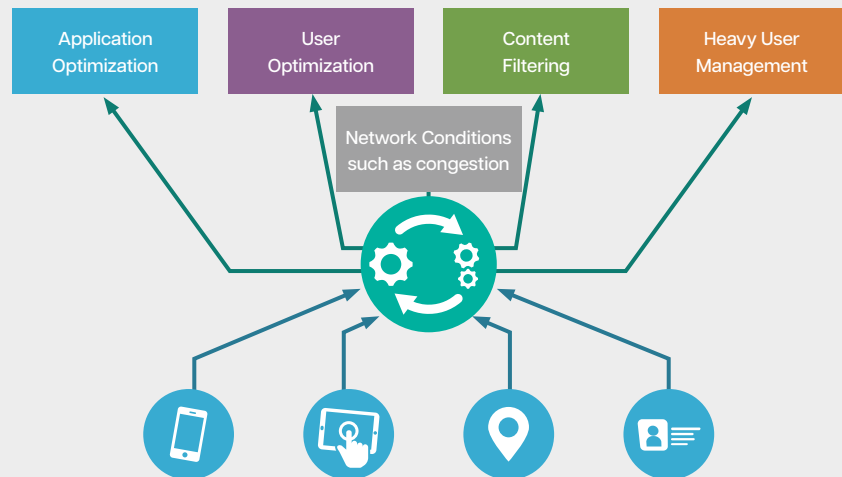 Application
Optimization
User
Optimization
Content
Filtering
Heavy User
Management
Network Conditions
such as congestion